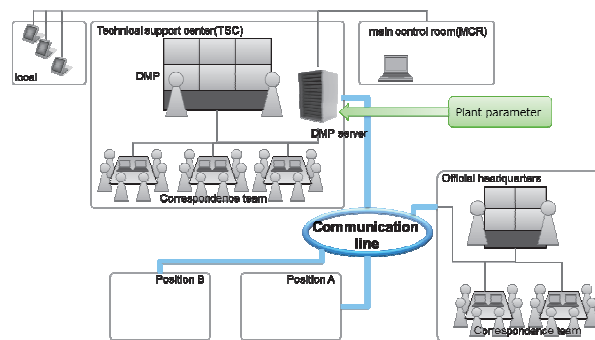 Technical support center(TSC)
main control room(MCR)
local
DMP
DMP server
Plant parameter
Correspondence team
Official headquarters
Communication
line
Position B
Position A
Correspondence team